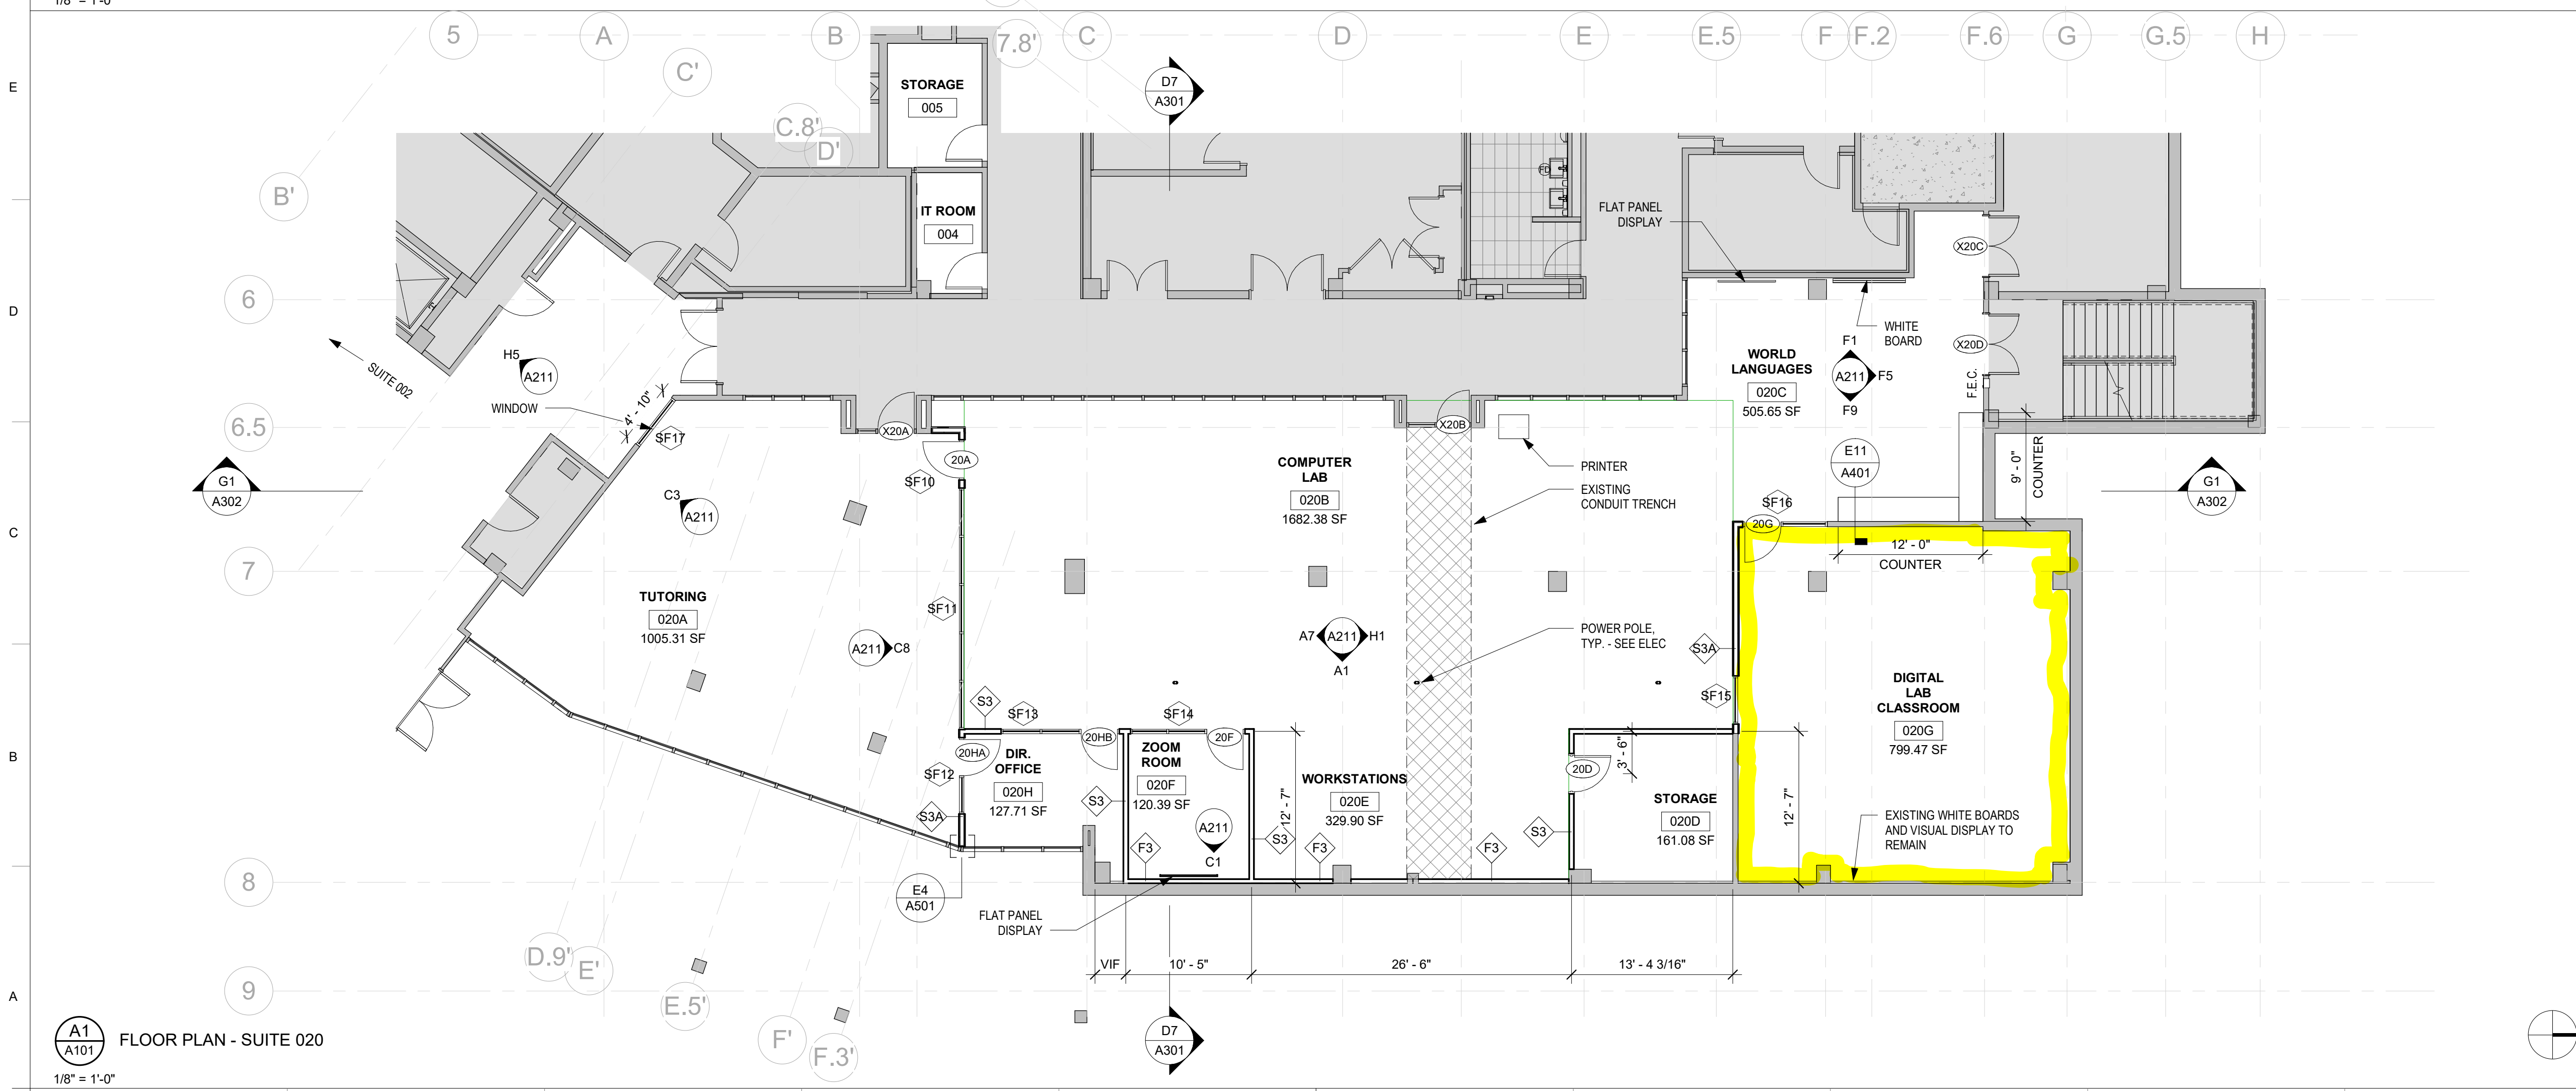 1/8" = 1'-0"
5
A
B
7.8'
C
D
E
E.5
F
F.2
F.6
G
G.5
H
E
D
C
B
A
C'
C.8'
D'
B'
6
6.5
7
8
9
D.9'
E'
E.5'
F'
F.3'
STORAGE
005
IT ROOM
004
D7
A301
FD
FLAT PANEL
DISPLAY
X20C
X20D
F.E.C.
WHITE
BOARD
WORLD
LANGUAGES
020C
505.65 SF
F1
A211
F5
F9
H5
A211
SUITE 002
WINDOW
4' - 10"
SF17
X20A
X20B
20A
SF10
G1
A302
C3
A211
COMPUTER
LAB
020B
1682.38 SF
PRINTER
EXISTING
CONDUIT TRENCH
E11
A401
9' - 0"
COUNTER
G1
A302
SF16
20G
12' - 0"
COUNTER
TUTORING
020A
1005.31 SF
SF11
A211
C8
A7
A211
H1
A1
POWER POLE,
TYP. - SEE ELEC
S3A
SF15
DIGITAL
LAB
CLASSROOM
020G
799.47 SF
S3
SF13
SF14
20HB
20F
20HA
SF12
S3A
DIR.
OFFICE
020H
127.71 SF
S3
ZOOM
ROOM
020F
120.39 SF
A211
C1
F3
S3
12' - 7"
WORKSTATIONS
020E
329.90 SF
F3
F3
S3
20D
3' - 6"
STORAGE
020D
161.08 SF
12' - 7"
EXISTING WHITE BOARDS
AND VISUAL DISPLAY TO
REMAIN
E4
A501
FLAT PANEL
DISPLAY
VIF
10' - 5"
26' - 6"
13' - 4 3/16"
D7
A301
A1
A101
FLOOR PLAN - SUITE 020
1/8" = 1'-0"